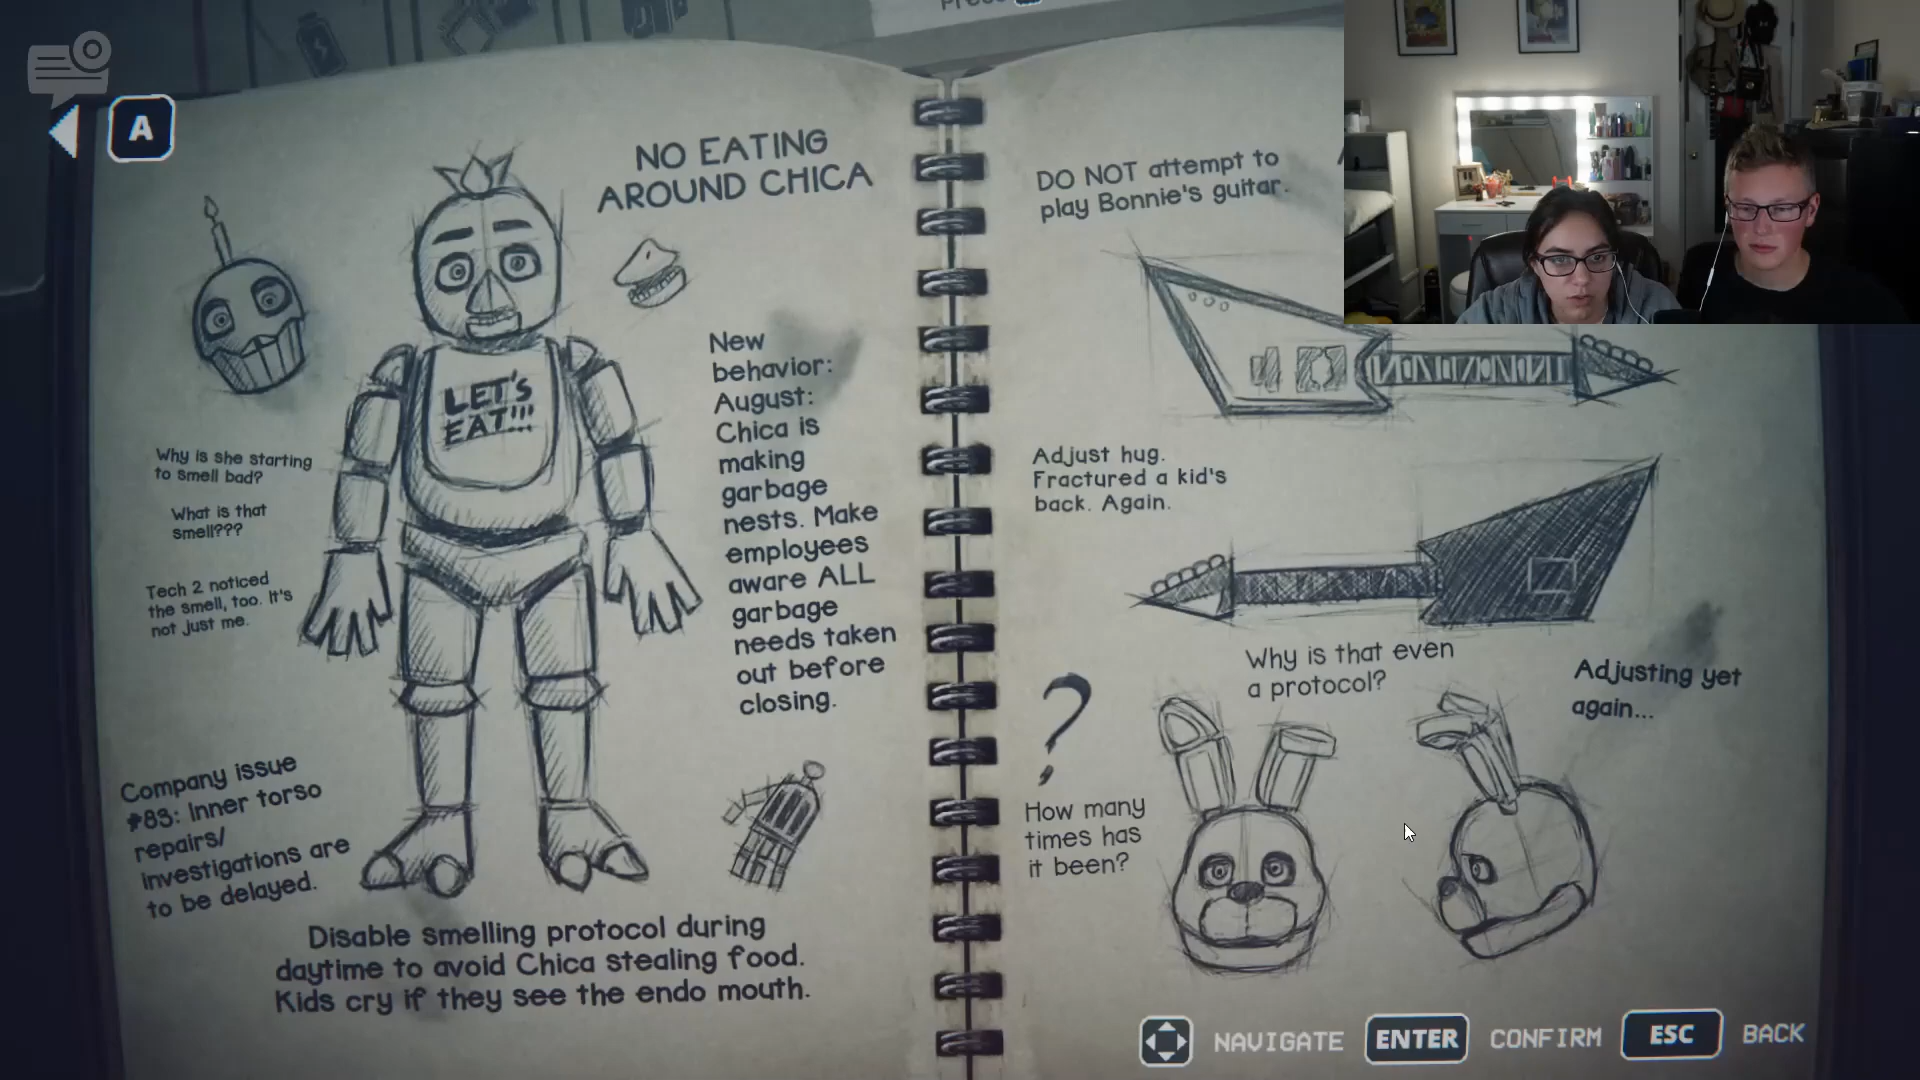 A
NO EATING
AROUND CHICA
LET'S
EAT!!!
Why is she starting
to smell bad?
What is that
smell???
Tech 2 noticed
the smell, too. It's
not just me.
New
behavior:
August:
Chica is
making
garbage
nests. Make
employees
aware ALL
garbage
needs taken
out before
closing.
Company issue
#83: Inner torso
repairs/
investigations are
to be delayed.
Disable smelling protocol during
daytime to avoid Chica stealing food.
Kids cry if they see the endo mouth.
DO NOT attempt to
play Bonnie's guitar.
Adjust hug.
Fractured a kid's
back. Again.
Why is that even
a protocol?
Adjusting yet
again...
?
How many
times has
it been?
NAVIGATE ENTER CONFIRM ESC BACK